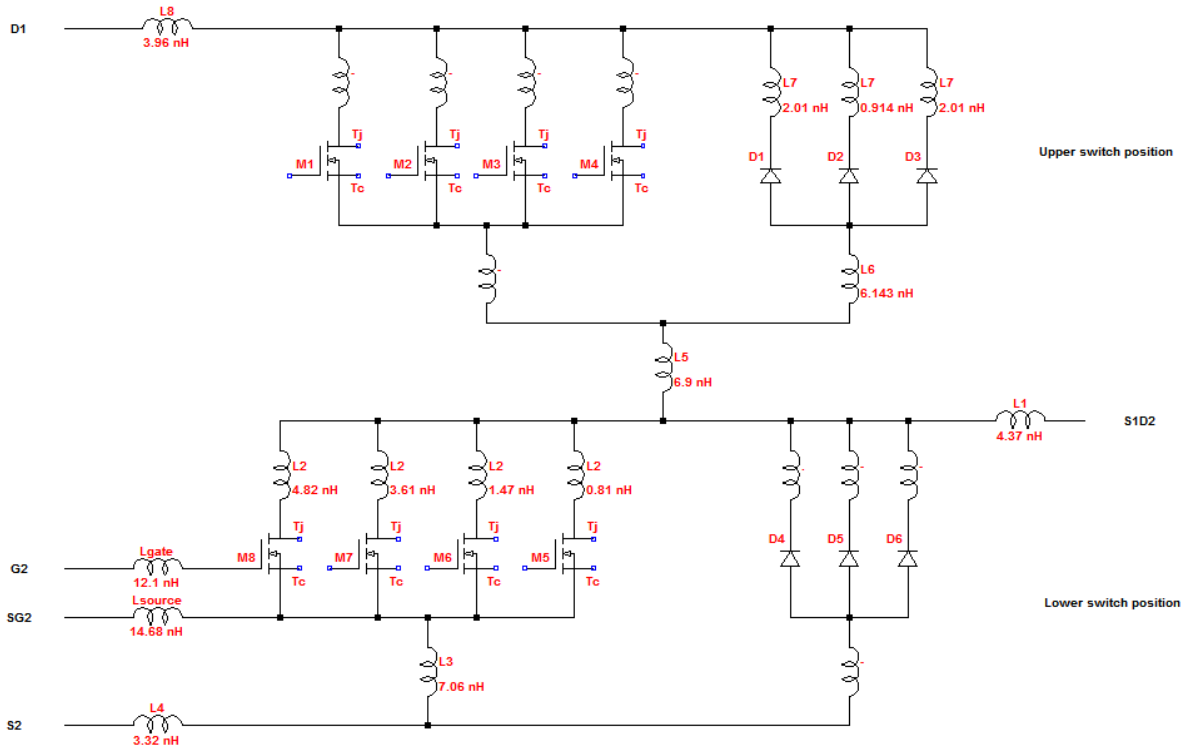 L8
D1
3.96 nH
- - - -
L7 L7 L7
2.01 nH 0.914 nH 2.01 nH
Tj Tj Tj Tj
M1 M2 M3 M4
D1 D2 D3
Upper switch position
Tc Tc Tc Tc
-
L6
6.143 nH
L5
6.9 nH
L1
S1D2
4.37 nH
L2 L2 L2 L2
4.82 nH 3.61 nH 1.47 nH 0.81 nH
- - -
Tj Tj Tj Tj
D4 D5 D6
Lgate
M8 M7 M6 M5
G2
12.1 nH
Tc Tc Tc Tc
Lsource
Lower switch position
SG2
14.68 nH
L3
-
7.06 nH
L4
S2
3.32 nH